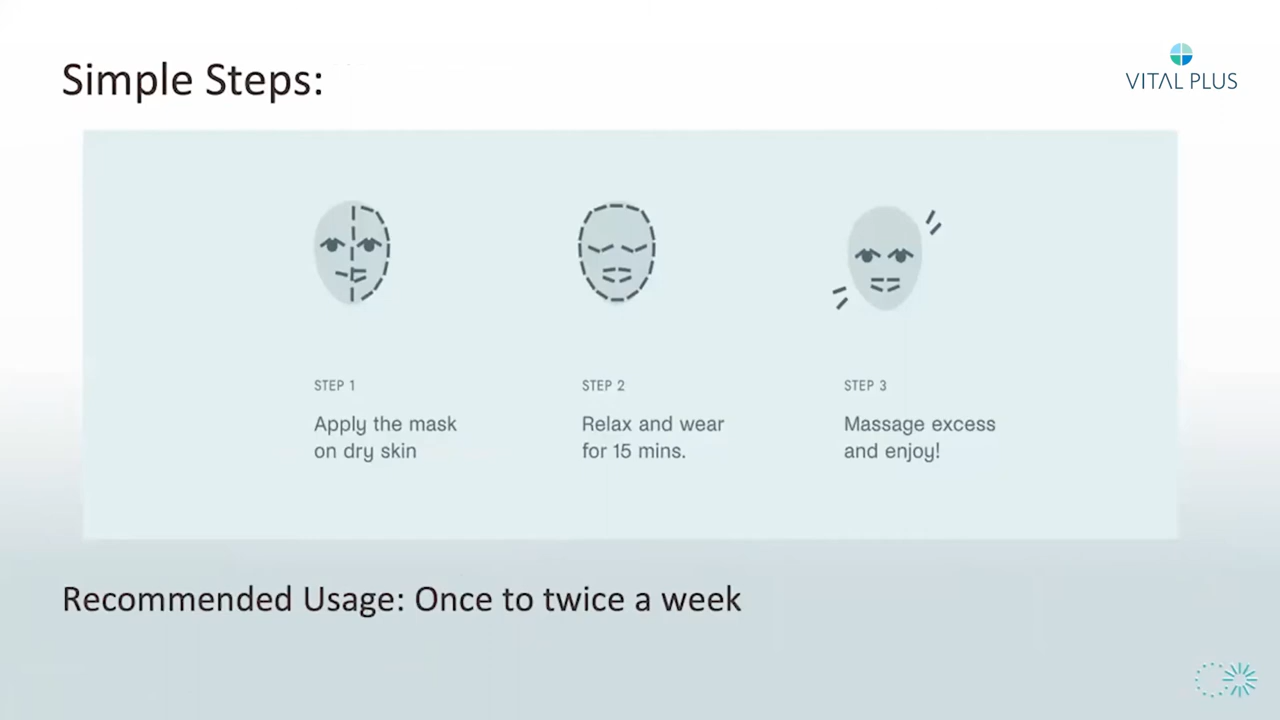 Simple Steps:
VITAL PLUS
STEP 1
Apply the mask
on dry skin
STEP 2
Relax and wear
for 15 mins.
STEP 3
Massage excess
and enjoy!
Recommended Usage: Once to twice a week